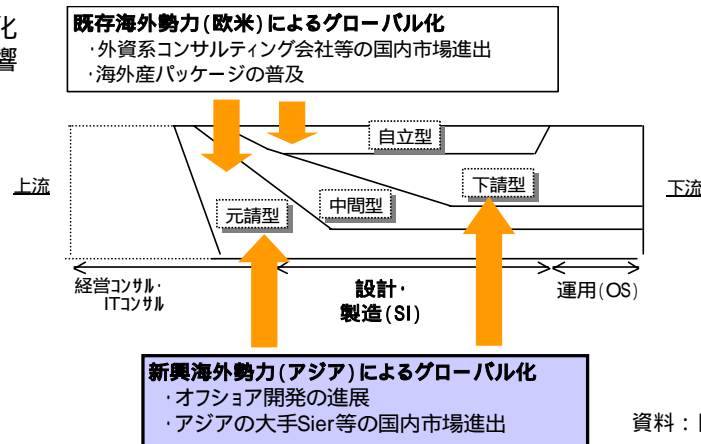 化
響
既存海外勢力(欧米)によるグローバル化
・外資系コンサルティング会社等の国内市場進出
・海外産パッケージの普及
自立型
上流
下請型
下流
中間型
元請型
経営コンサル・
ITコンサル
設計・
製造(SI)
運用(OS)
新興海外勢力(アジア)によるグローバル化
・オフショア開発の進展
・アジアの大手SIer等の国内市場進出
資料：